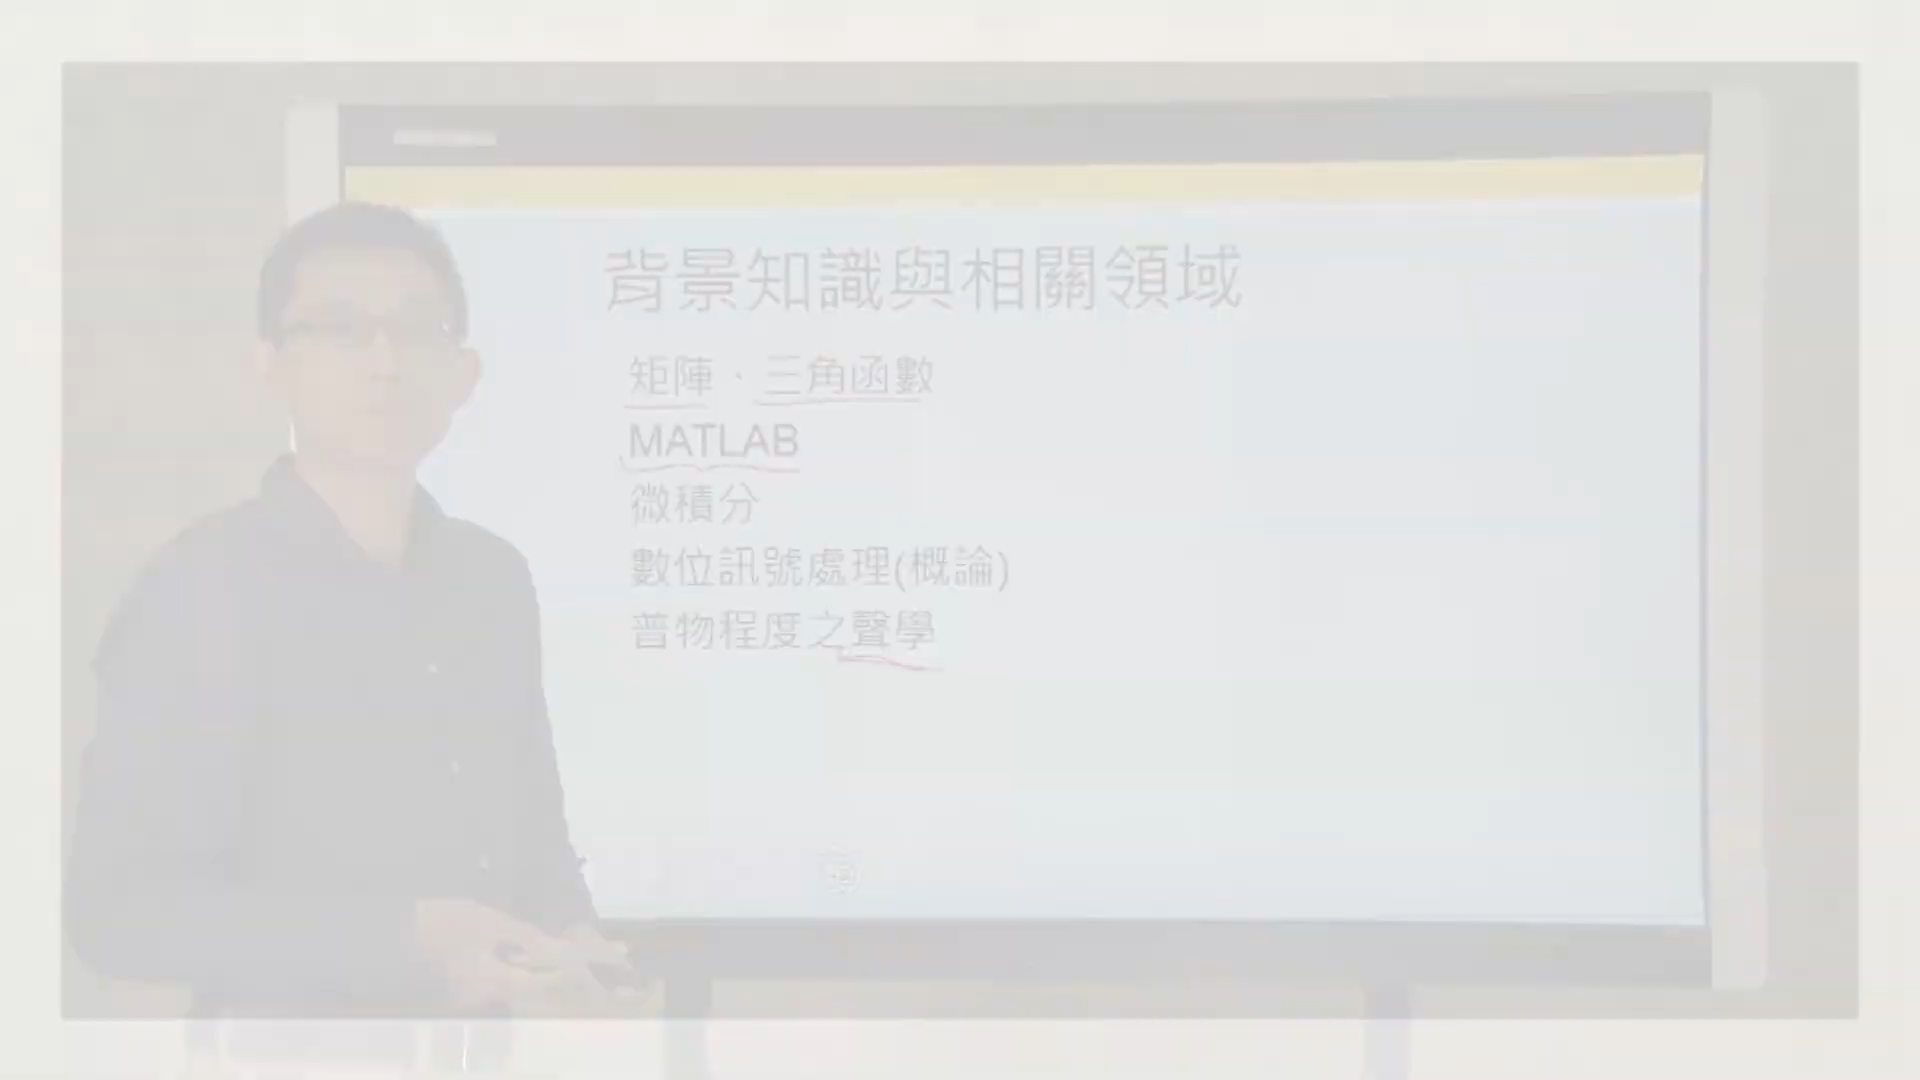 背景知識與相關領域
矩陣、三角函數
MATLAB
微積分
數位訊號處理(概論)
普物程度之聲學